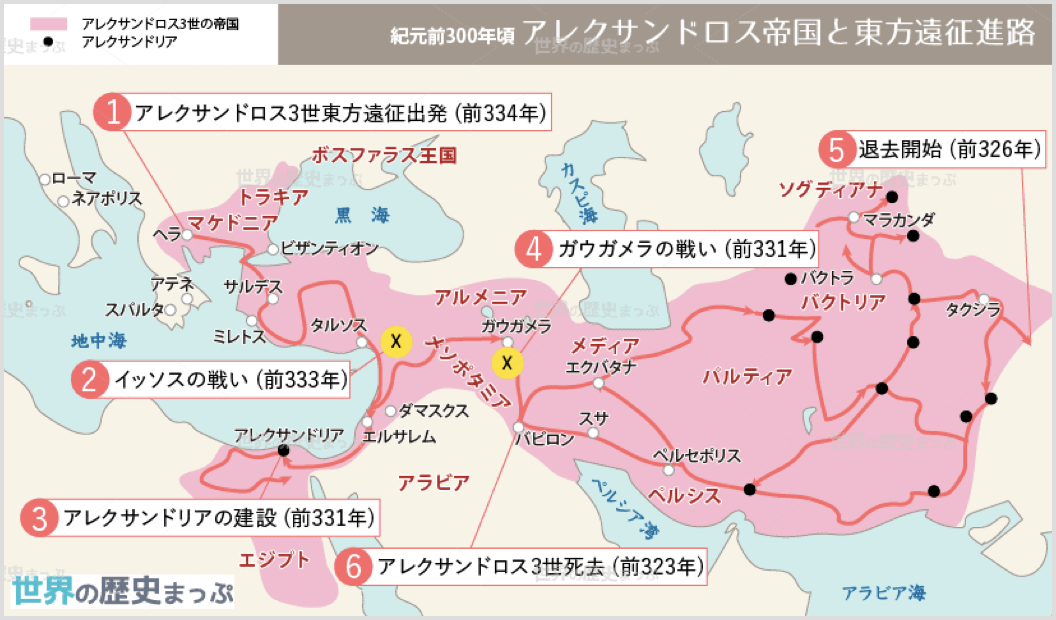 アレクサンドロス3世の帝国
アレクサンドリア
紀元前300年頃 アレクサンドロス帝国と東方遠征進路
1 アレクサンドロス3世東方遠征出発 (前334年)
ボスファラス王国
5 退去開始 (前326年)
ローマ
ネアポリス
トラキア
マケドニア
ペラ
黒 海
カスピ海
ソグディアナ
マラカンダ
ビザンティオン
4 ガウガメラの戦い (前331年)
アテネ
サルデス
スパルタ
アルメニア
バクトラ
バクトリア
タクシラ
地中海
ミレトス
タルソス
X
ガウガメラ
X
メソポタミア
メディア
エクバタナ
パルティア
2 イッソスの戦い (前333年)
ダマスクス
スサ
アレクサンドリア
エルサレム
バビロン
ペルセポリス
アラビア
ペルシス
ペルシア湾
3 アレクサンドリアの建設 (前331年)
エジプト
6 アレクサンドロス3世死去 (前323年)
世界の歴史まっぷ
アラビア海